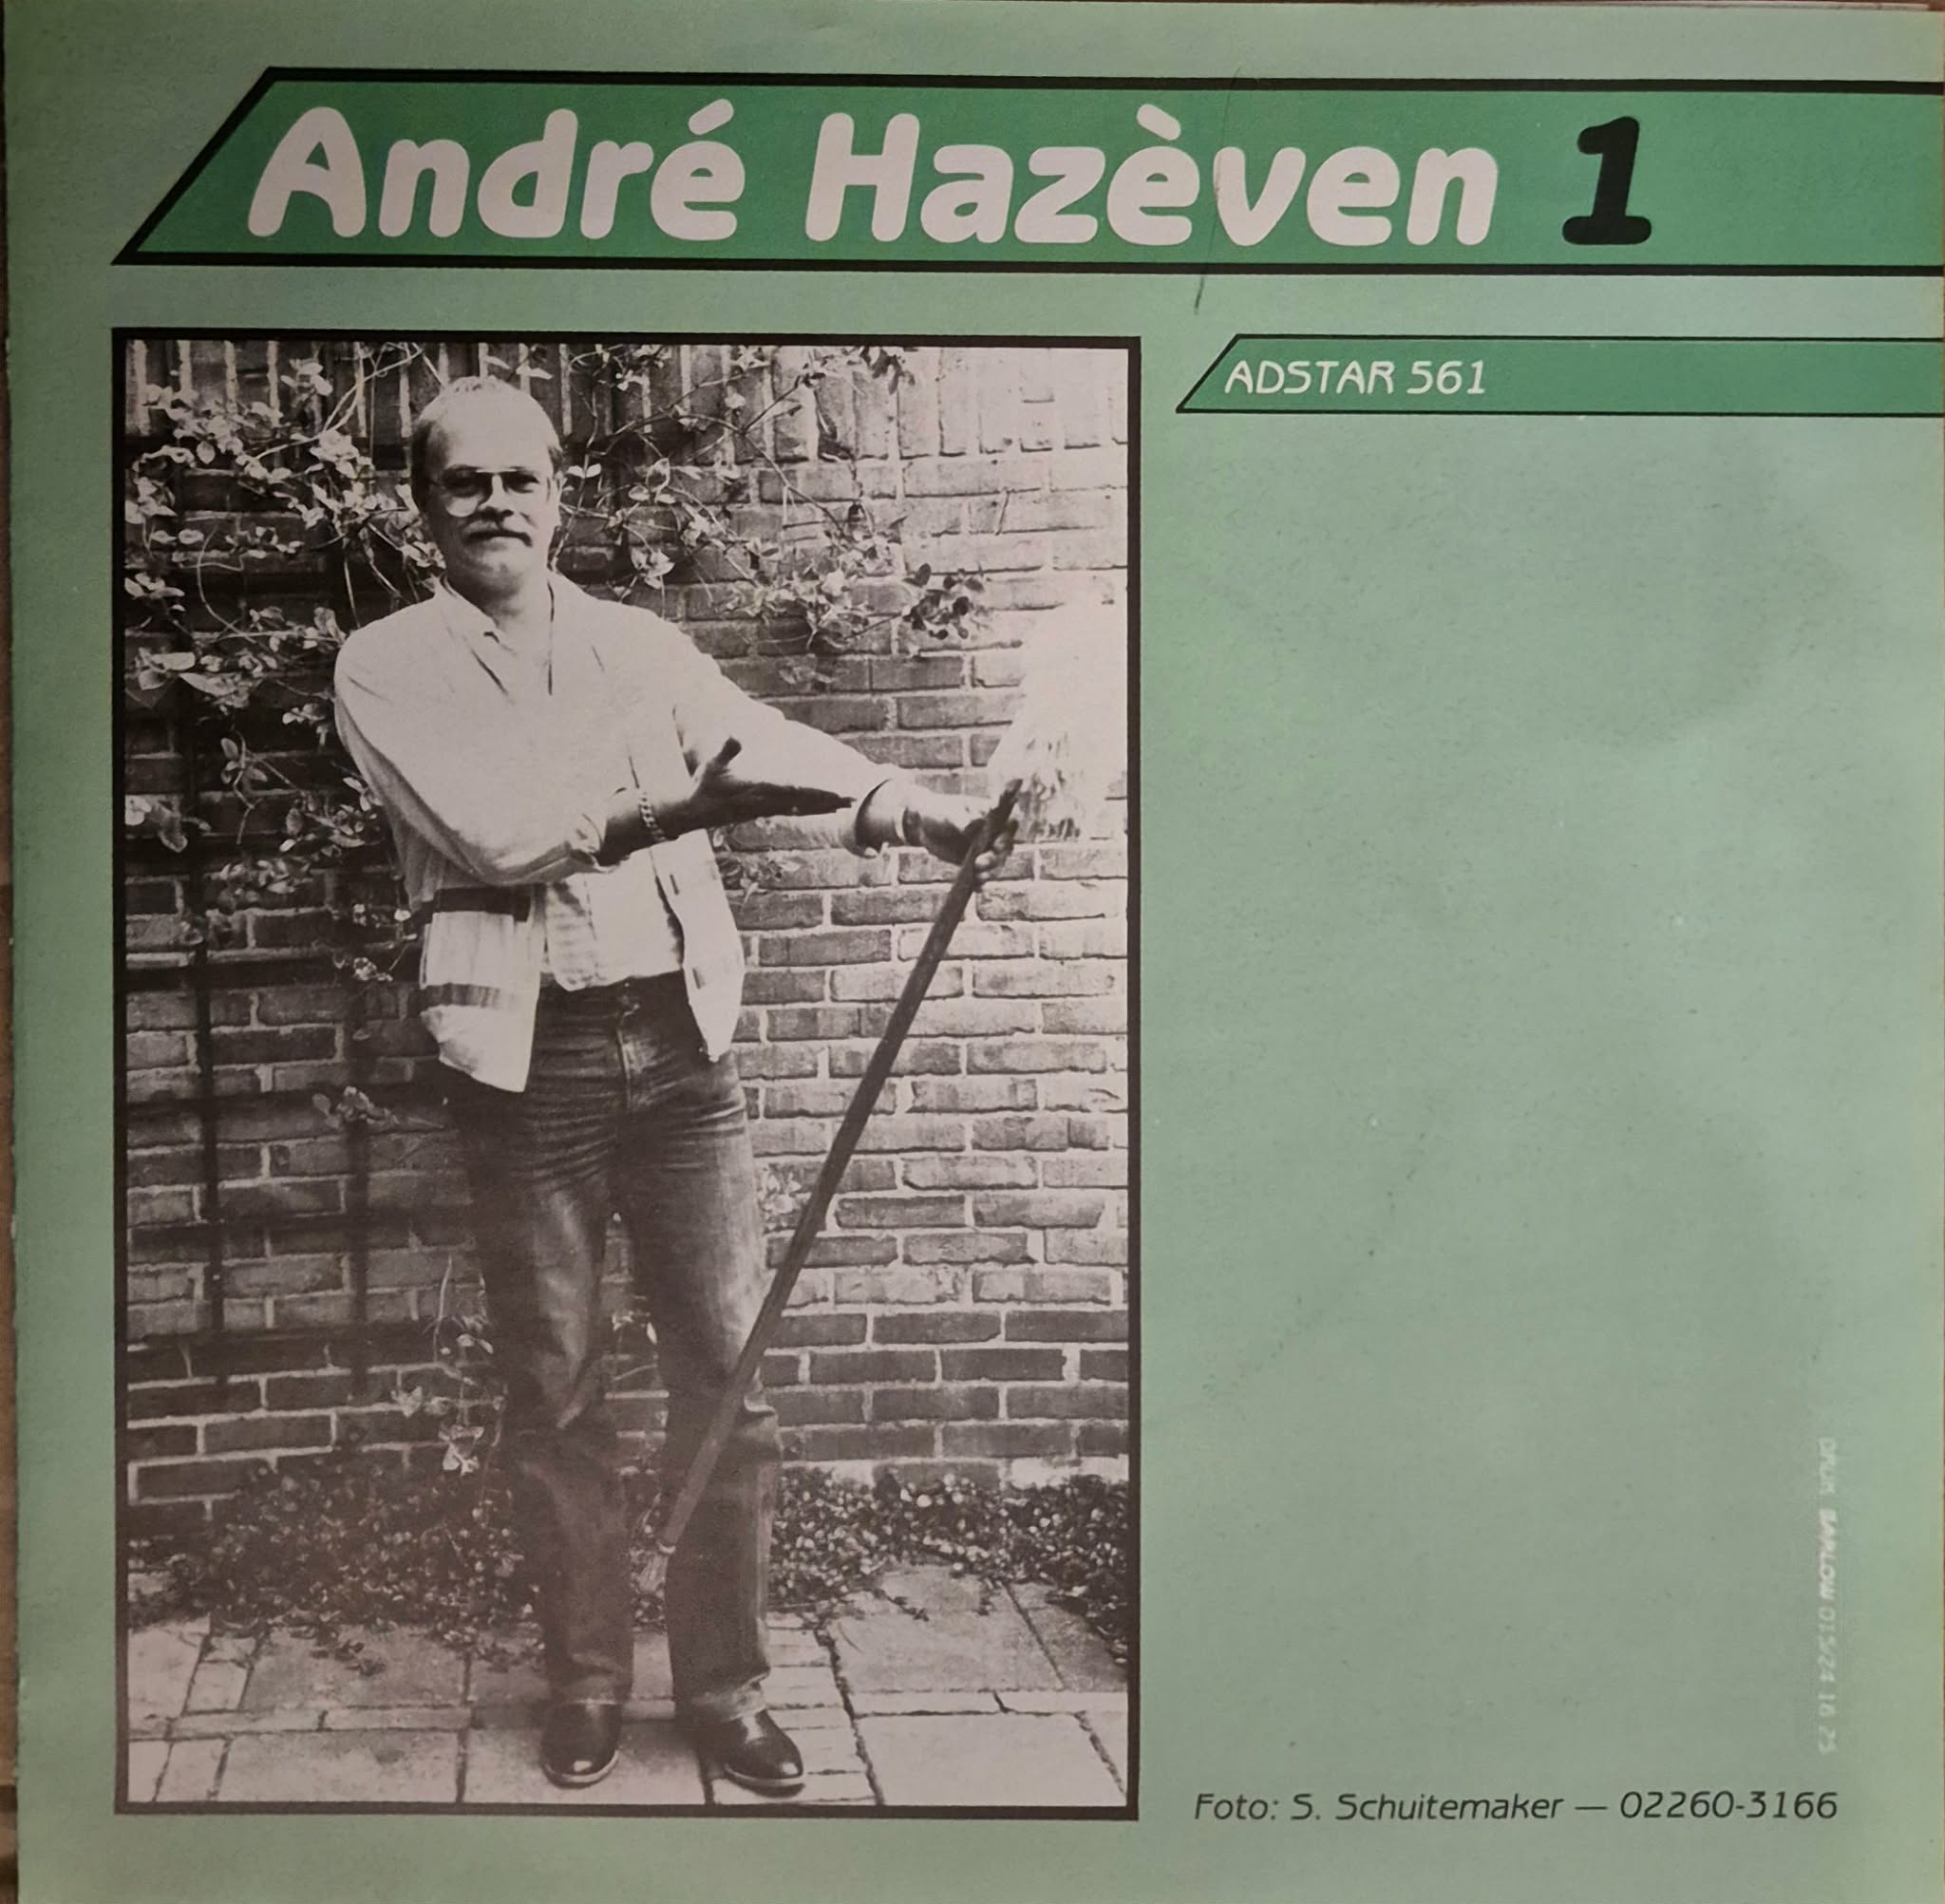 André Hazèven 1
ADSTAR 561
Foto: S. Schuitemaker — 02260-3166